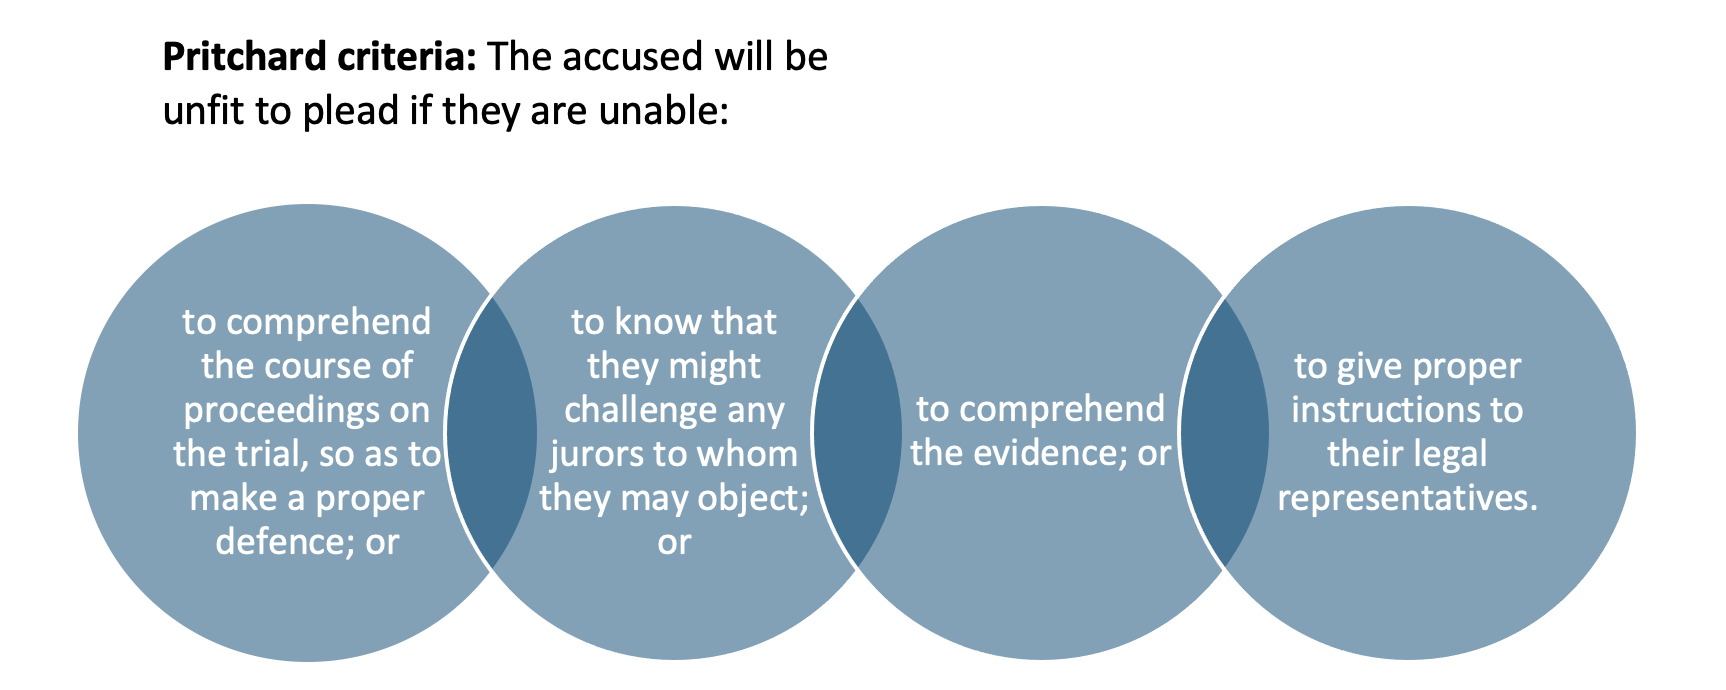 Pritchard criteria: The accused will be
unfit to plead if they are unable:
to comprehend
the course of
proceedings on
the trial, so as to
make a proper
defence; or
to know that
they might
challenge any
jurors to whom
they may object;
or
to comprehend
the evidence; or
to give proper
instructions to
their legal
representatives.